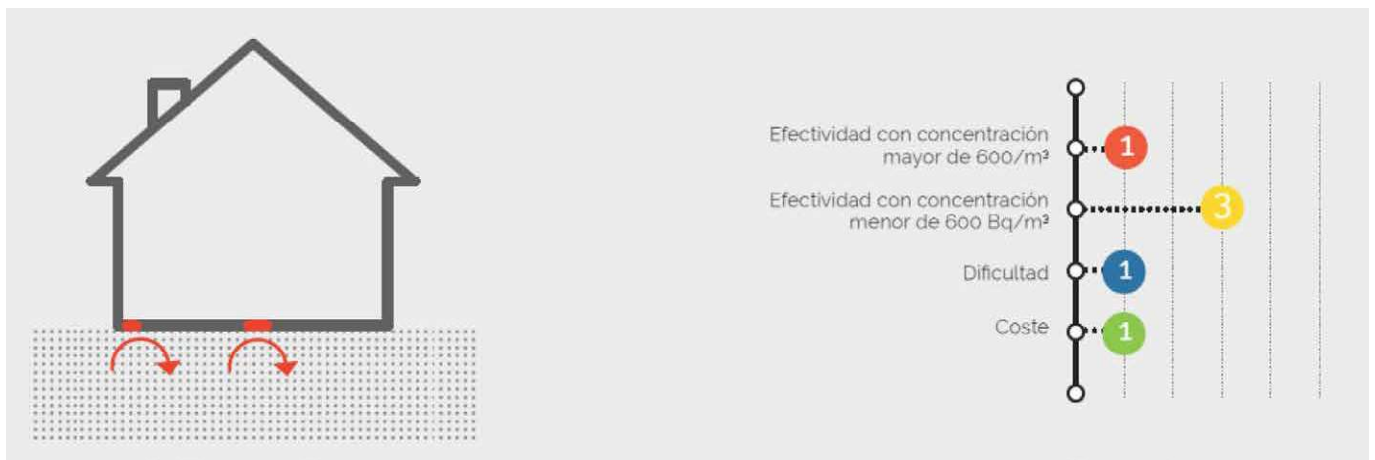 Efectividad con concentración
mayor de 600/m³
1
Efectividad con concentración
menor de 600 Bq/m³
3
Dificultad
1
Coste
1